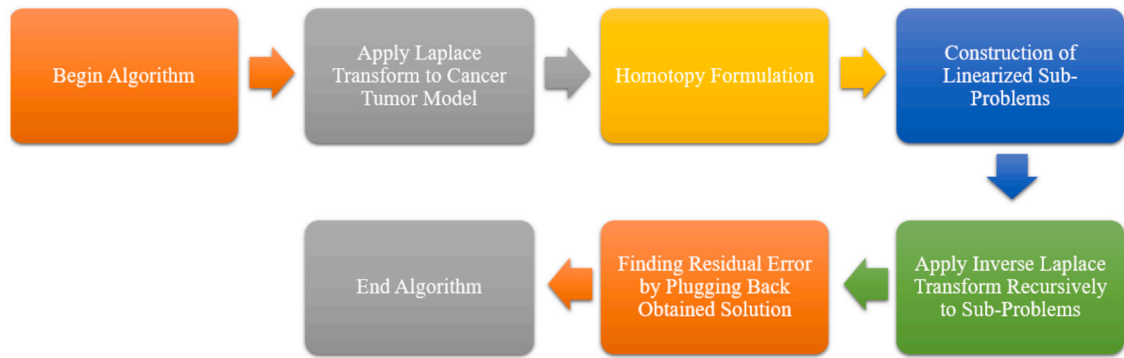 Begin Algorithm
Apply Laplace
Transform to Cancer
Tumor Model
Homotopy Formulation
Construction of
Linearized Sub-
Problems
Apply Inverse Laplace
Transform Recursively
to Sub-Problems
Finding Residual Error
by Plugging Back
Obtained Solution
End Algorithm